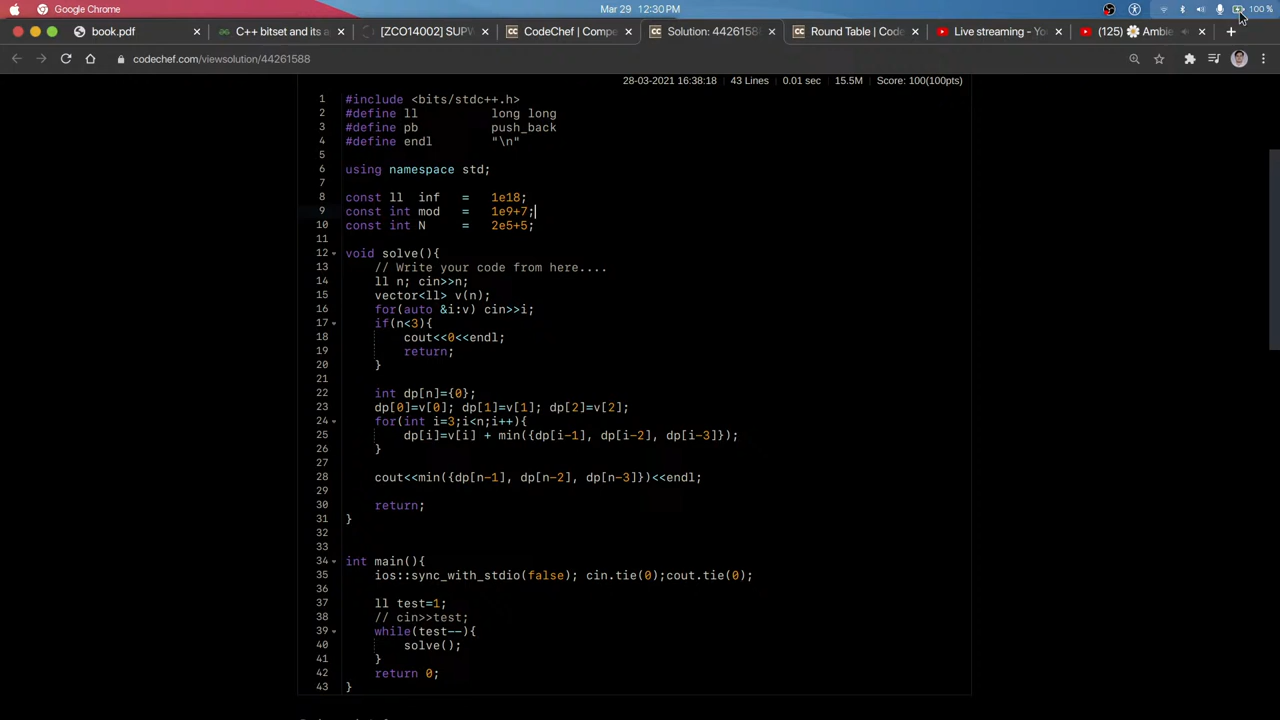 Google Chrome
Mar 29 12:30 PM
100 %
book.pdf
C++ bitset and its a
[ZCO14002] SUPW
CodeChef | Compe
Solution: 4426158
Round Table | Codec
Live streaming - Yo
(125) Ambie
codechef.com/viewsolution/44261588
28-03-2021 16:38:18 43 Lines 0.01 sec 15.5M Score: 100(100pts)
1 #include <bits/stdc++.h>
2 #define ll long long
3 #define pb push_back
4 #define endl "\n"
5
6 using namespace std;
7
8 const ll inf = 1e18;
9 const int mod = 1e9+7;
10 const int N = 2e5+5;
11
12 void solve(){
13 // Write your code from here....
14 ll n; cin>>n;
15 vector<ll> v(n);
16 for(auto &i:v) cin>>i;
17 if(n<3){
18 cout<<0<<endl;
19 return;
20 }
21
22 int dp[n]={0};
23 dp[0]=v[0]; dp[1]=v[1]; dp[2]=v[2];
24 for(int i=3;i<n;i++){
25 dp[i]=v[i] + min({dp[i-1], dp[i-2], dp[i-3]});
26 }
27
28 cout<<min({dp[n-1], dp[n-2], dp[n-3]})<<endl;
29
30 return;
31 }
32
33
34 int main(){
35 ios::sync_with_stdio(false); cin.tie(0);cout.tie(0);
36
37 ll test=1;
38 // cin>>test;
39 while(test--){
40 solve();
41 }
42 return 0;
43 }